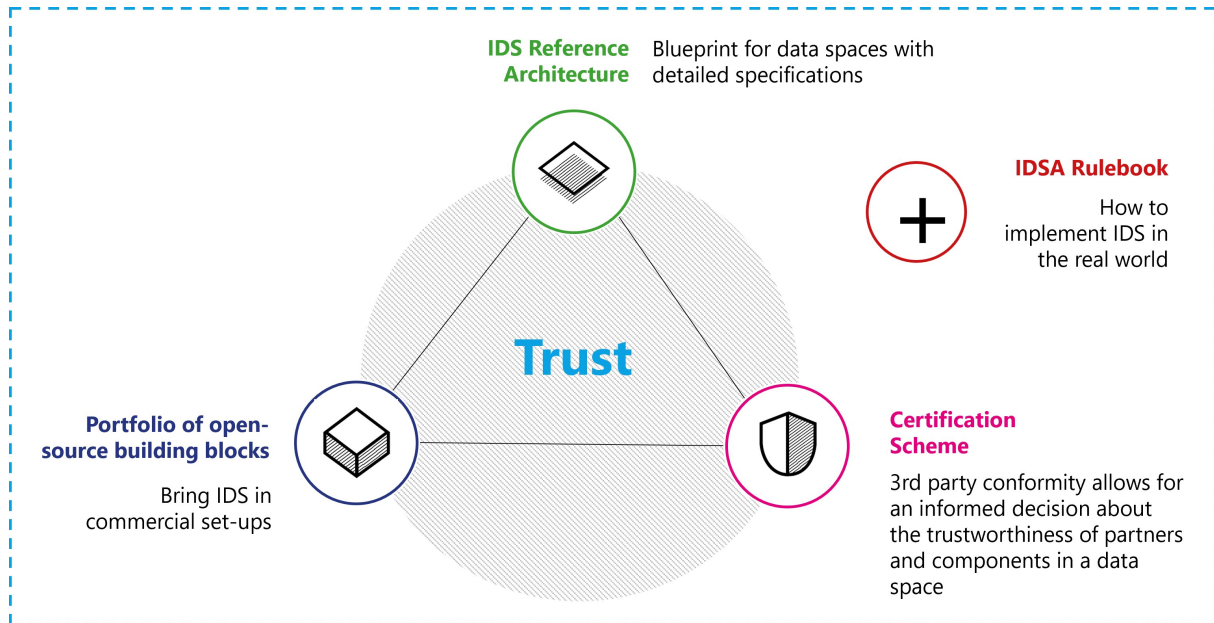 IDS Reference
Architecture
Blueprint for data spaces with
detailed specifications
IDSA Rulebook
How to
implement IDS in
the real world
Trust
Portfolio of open-
source building blocks
Bring IDS in
commercial set-ups
Certification
Scheme
3rd party conformity allows for
an informed decision about
the trustworthiness of partners
and components in a data
space